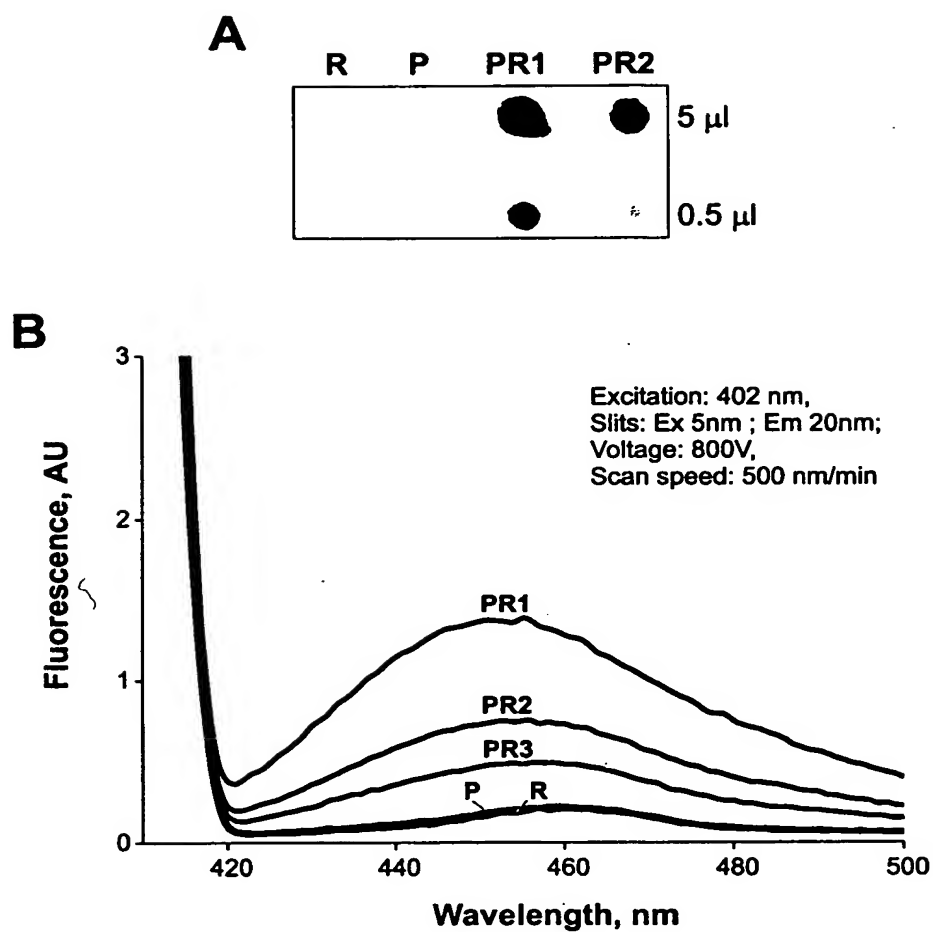 A
R P PR1 PR2
5 µl
0.5 µl
B
3
Excitation: 402 nm,
Slits: Ex 5nm ; Em 20nm;
Voltage: 800V,
Scan speed: 500 nm/min
Fluorescence, AU
2
PR1
1
PR2
PR3
P R
0
420 440 460 480 500
Wavelength, nm